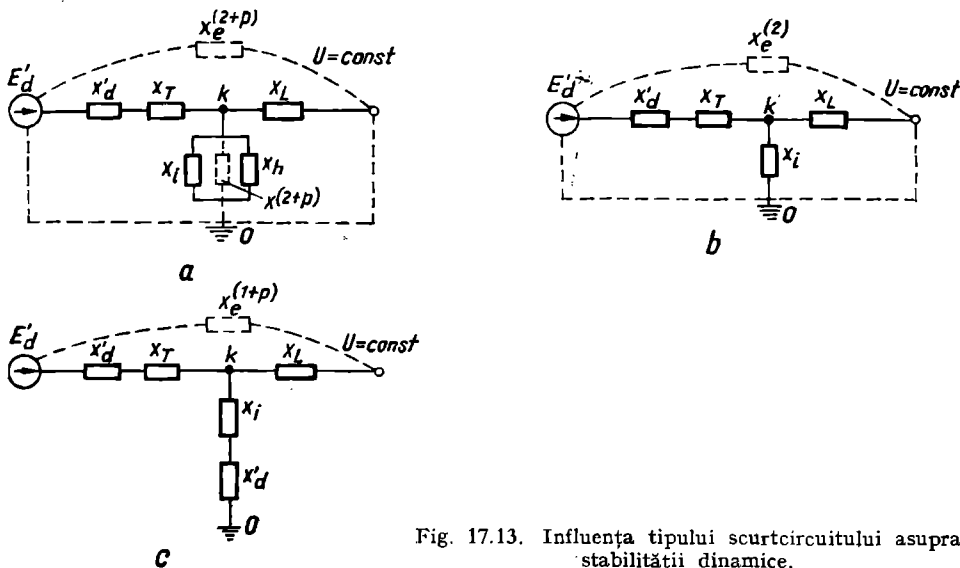 x_e^(2+p)
U=const
E'_d
x'_d
x_T
k
x_L
x_i
x_h
x^(2+p)
0
a
x_e^(2)
U=const
E'_d
x'_d
x_T
k
x_L
x_i
0
b
x_e^(1+p)
U=const
E'_d
x'_d
x_T
k
x_L
x_i
x'_d
0
c
Fig. 17.13. Influența tipului scurtcircuitului asupra
stabilității dinamice.